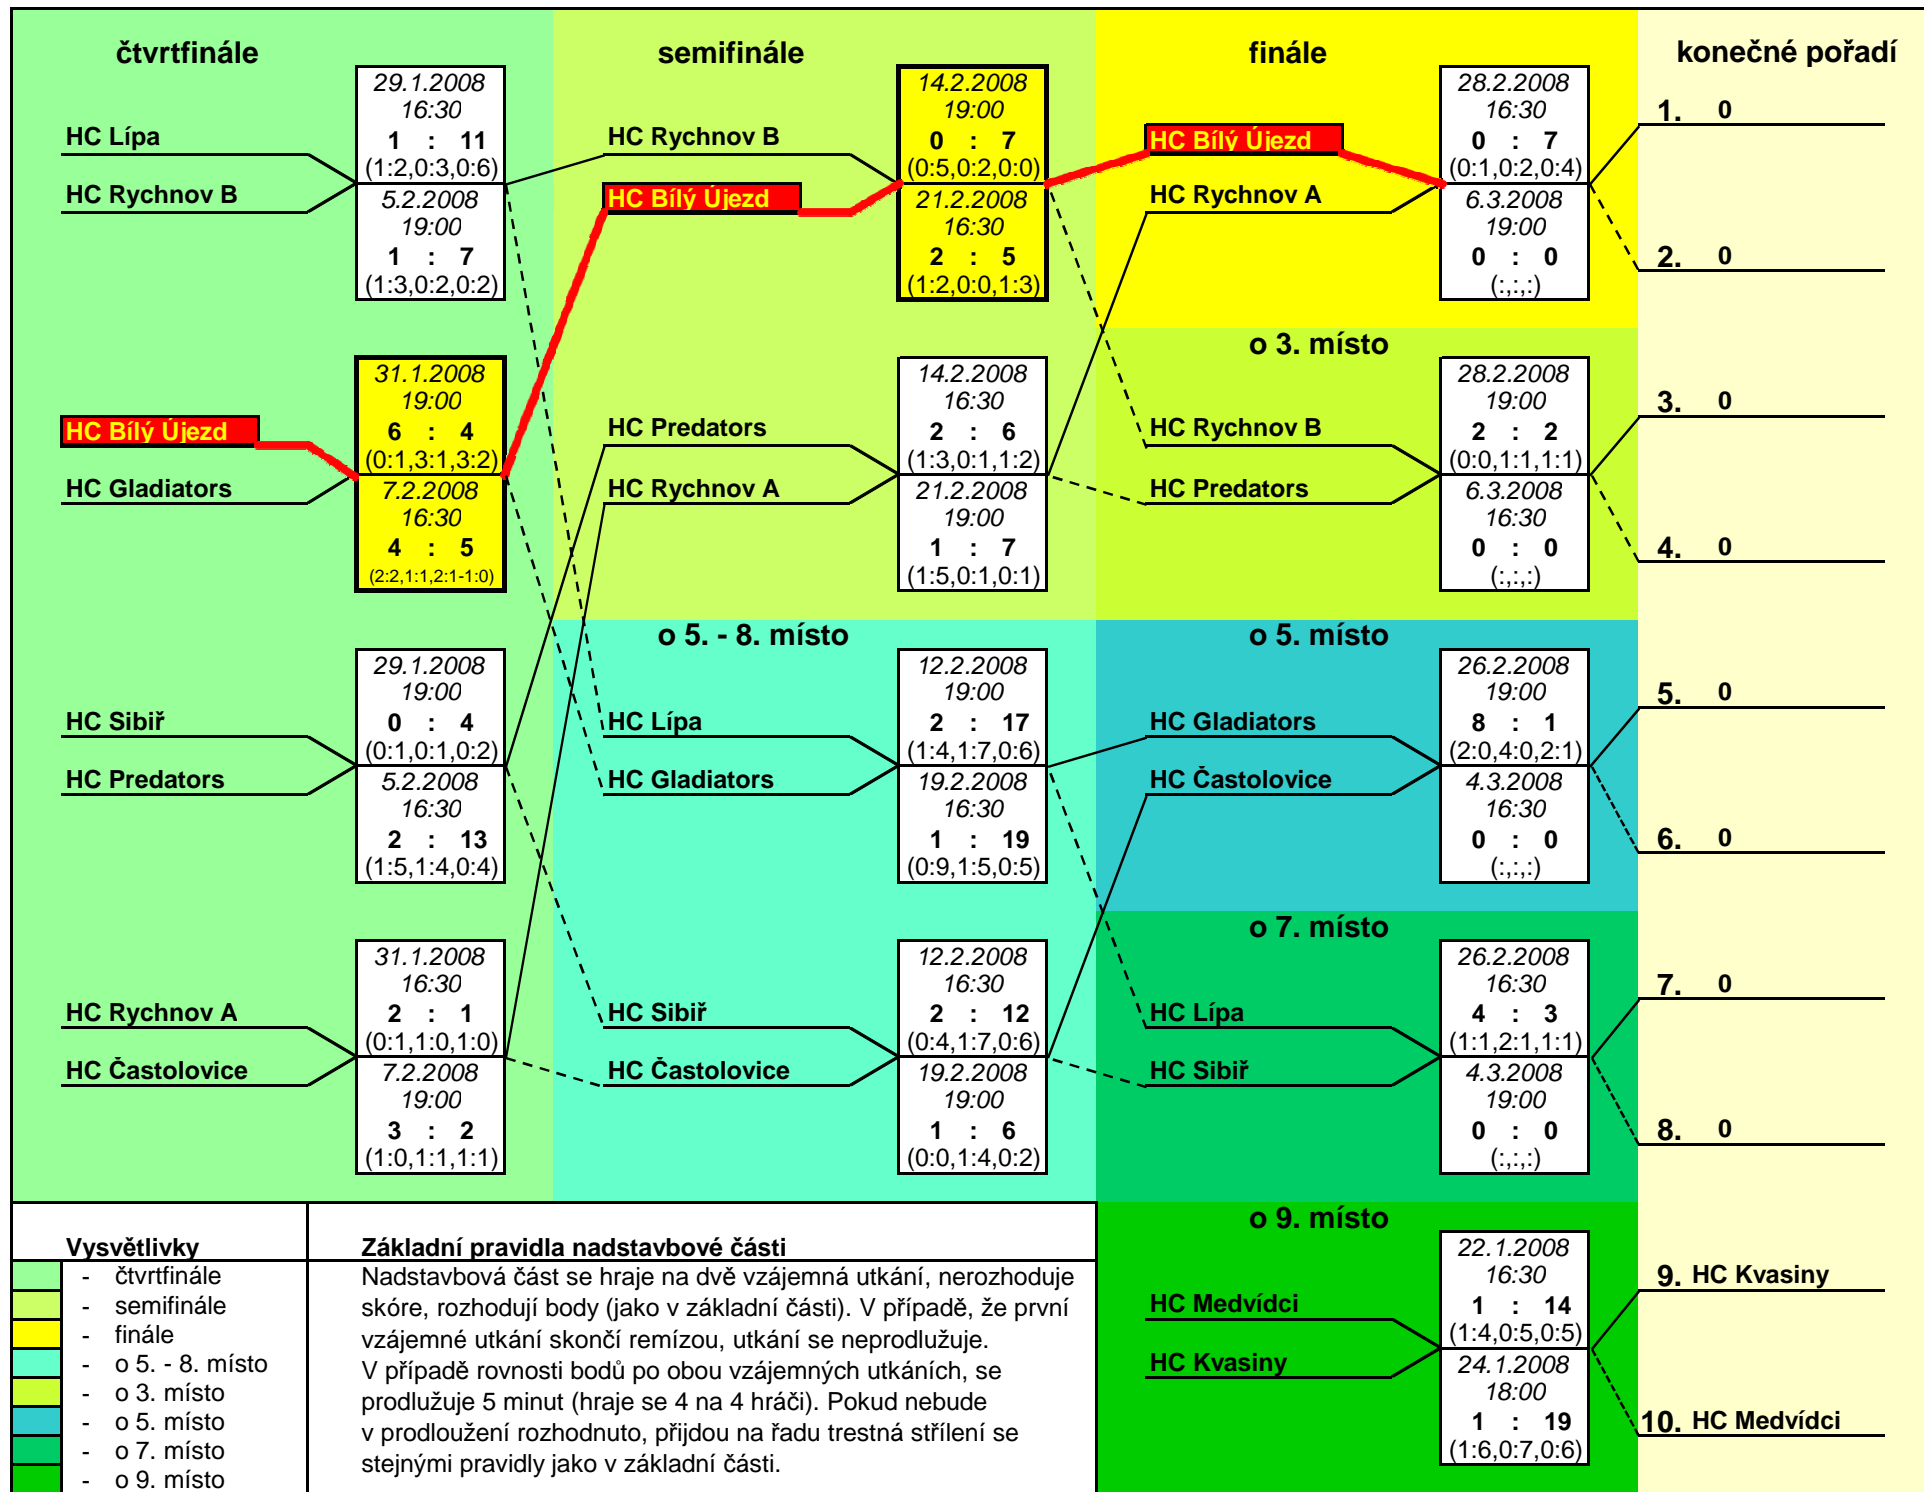 čtvrtfinále
29.1.2008
16:30
HC Lípa
1 : 11
(1:2,0:3,0:6)
HC Rychnov B
5.2.2008
19:00
1 : 7
(1:3,0:2,0:2)
31.1.2008
19:00
HC Bílý Újezd
6 : 4
(0:1,3:1,3:2)
HC Gladiators
7.2.2008
16:30
4 : 5
(2:2,1:1,2:1-1:0)
29.1.2008
19:00
HC Sibiř
0 : 4
(0:1,0:1,0:2)
HC Predators
5.2.2008
16:30
2 : 13
(1:5,1:4,0:4)
31.1.2008
16:30
HC Rychnov A
2 : 1
(0:1,1:0,1:0)
HC Častolovice
7.2.2008
19:00
3 : 2
(1:0,1:1,1:1)
semifinále
14.2.2008
19:00
HC Rychnov B
0 : 7
(0:5,0:2,0:0)
HC Bílý Újezd
21.2.2008
16:30
2 : 5
(1:2,0:0,1:3)
14.2.2008
16:30
HC Predators
2 : 6
(1:3,0:1,1:2)
HC Rychnov A
21.2.2008
19:00
1 : 7
(1:5,0:1,0:1)
o 5. - 8. místo
12.2.2008
19:00
HC Lípa
2 : 17
(1:4,1:7,0:6)
HC Gladiators
19.2.2008
16:30
1 : 19
(0:9,1:5,0:5)
12.2.2008
16:30
HC Sibiř
2 : 12
(0:4,1:7,0:6)
HC Častolovice
19.2.2008
19:00
1 : 6
(0:0,1:4,0:2)
finále
28.2.2008
16:30
HC Bílý Újezd
0 : 7
(0:1,0:2,0:4)
HC Rychnov A
6.3.2008
19:00
0 : 0
(:,:,:)
o 3. místo
28.2.2008
19:00
HC Rychnov B
2 : 2
(0:0,1:1,1:1)
HC Predators
6.3.2008
16:30
0 : 0
(:,:,:)
o 5. místo
26.2.2008
19:00
HC Gladiators
8 : 1
(2:0,4:0,2:1)
HC Častolovice
4.3.2008
16:30
0 : 0
(:,:,:)
o 7. místo
26.2.2008
16:30
HC Lípa
4 : 3
(1:1,2:1,1:1)
HC Sibiř
4.3.2008
19:00
0 : 0
(:,:,:)
o 9. místo
22.1.2008
16:30
HC Medvídci
1 : 14
(1:4,0:5,0:5)
HC Kvasiny
24.1.2008
18:00
1 : 19
(1:6,0:7,0:6)
konečné pořadí
1. 0
2. 0
3. 0
4. 0
5. 0
6. 0
7. 0
8. 0
9. HC Kvasiny
10. HC Medvídci
Vysvětlivky
- čtvrtfinále
- semifinále
- finále
- o 5. - 8. místo
- o 3. místo
- o 5. místo
- o 7. místo
- o 9. místo
Základní pravidla nadstavbové části
Nadstavbová část se hraje na dvě vzájemná utkání, nerozhoduje
skóre, rozhodují body (jako v základní části). V případě, že první
vzájemné utkání skončí remízou, utkání se neprodlužuje.
V případě rovnosti bodů po obou vzájemných utkáních, se
prodlužuje 5 minut (hraje se 4 na 4 hráči). Pokud nebude
v prodloužení rozhodnuto, přijdou na řadu trestná střílení se
stejnými pravidly jako v základní části.